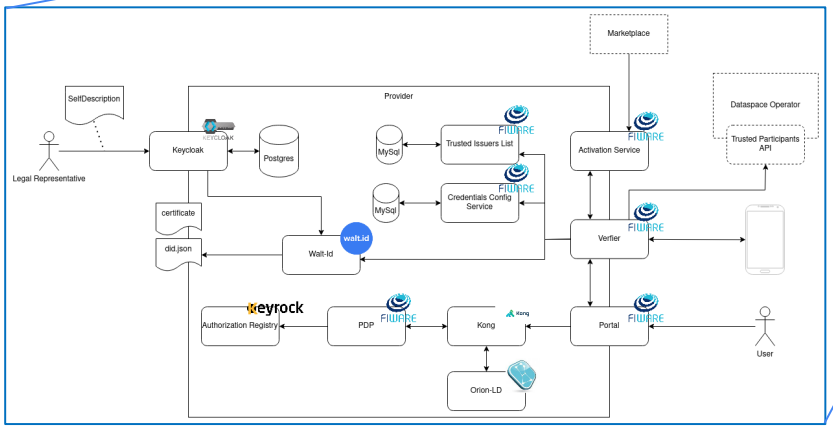 Marketplace
SelfDescription
Provider
Dataspace Operator
KEYCLOAK
FIWARE
FIWARE
Keycloak
Postgres
MySql
Trusted Issuers List
Activation Service
Trusted Participants
API
Legal Representative
FIWARE
MySql
Credentials Config
Service
FIWARE
certificate
did.json
walt.id
Walt-Id
Verfier
Keyrock
FIWARE
Kong
FIWARE
Authorization Registry
PDP
Kong
Portal
User
Orion-LD